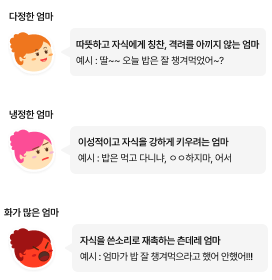 다정한 엄마
따뜻하고 자식에게 칭찬, 격려를 아끼지 않는 엄마
예시 : 딸~~ 오늘 밥은 잘 챙겨먹었어~?
냉정한 엄마
이성적이고 자식을 강하게 키우려는 엄마
예시 : 밥은 먹고 다니냐, ㅇㅇ하지마, 어서
화가 많은 엄마
자식을 쓴소리로 재촉하는 츤데레 엄마
예시 : 엄마가 밥 잘 챙겨먹으라고 했어 안했어!!!